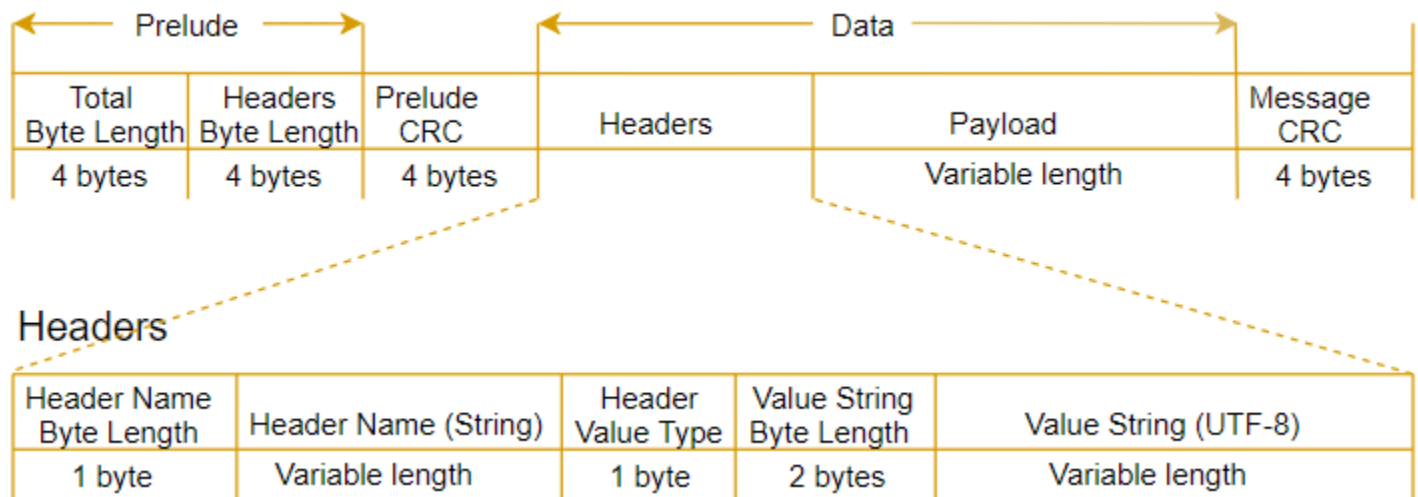 Prelude
Data
Total
Byte Length
Headers
Byte Length
Prelude
CRC
Headers
Payload
Message
CRC
4 bytes
4 bytes
4 bytes
Variable length
4 bytes
Headers
Header Name
Byte Length
Header Name (String)
Header
Value Type
Value String
Byte Length
Value String (UTF-8)
1 byte
Variable length
1 byte
2 bytes
Variable length